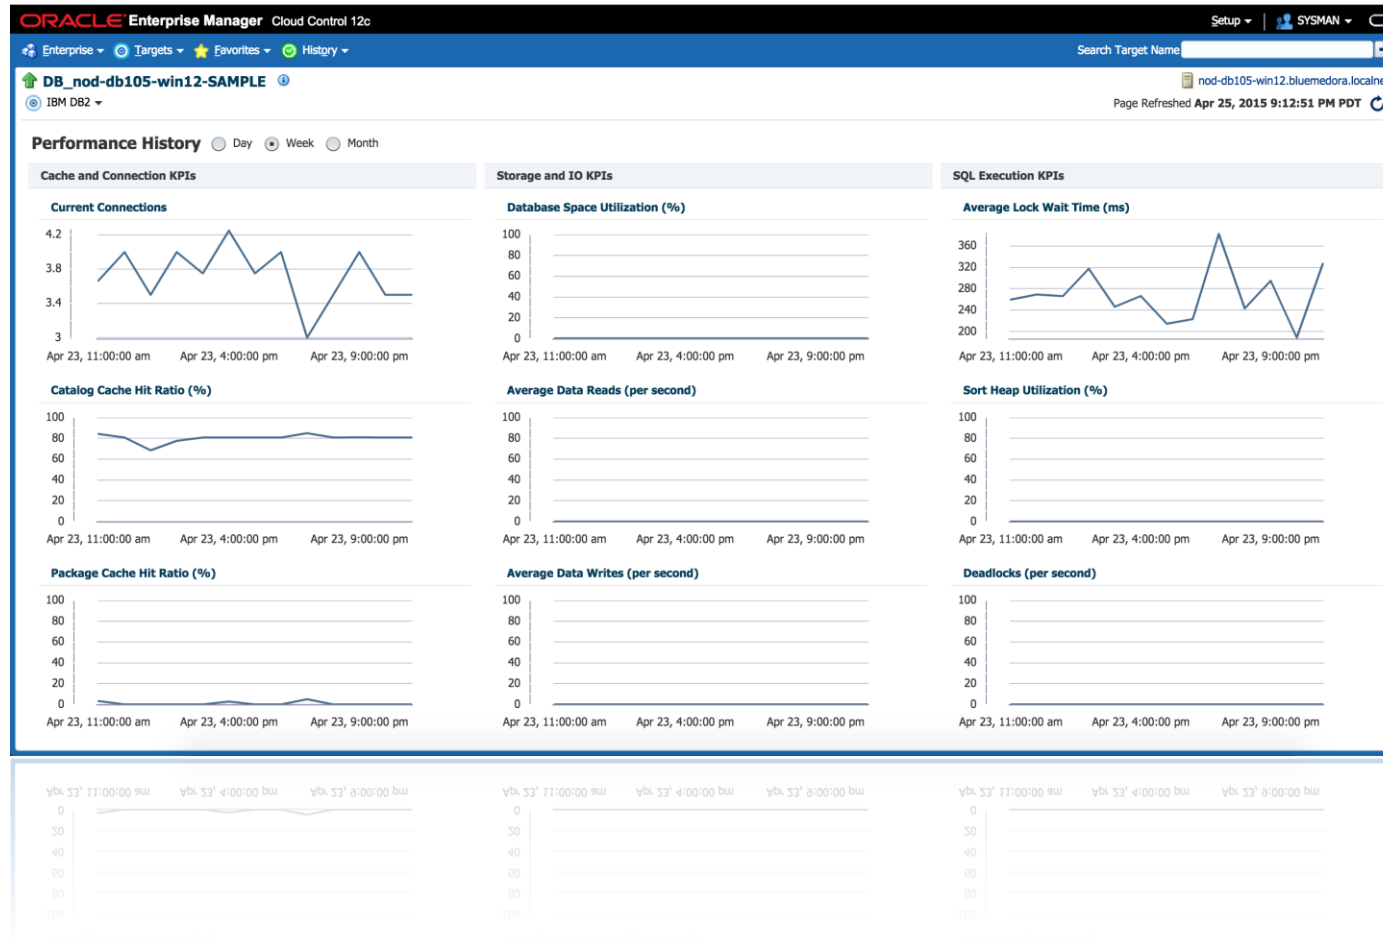 ORACLE Enterprise Manager Cloud Control 12c
Setup SYSMAN
Enterprise Targets Favorites History
Search Target Name
DB_nod-db105-win12-SAMPLE
nod-db105-win12.bluemedora.localne
IBM DB2
Page Refreshed Apr 25, 2015 9:12:51 PM PDT
Performance History Day Week Month
Cache and Connection KPIs
Current Connections
4.2
3.8
3.4
3
Apr 23, 11:00:00 am Apr 23, 4:00:00 pm Apr 23, 9:00:00 pm
Catalog Cache Hit Ratio (%)
100
80
60
40
20
0
Apr 23, 11:00:00 am Apr 23, 4:00:00 pm Apr 23, 9:00:00 pm
Package Cache Hit Ratio (%)
100
80
60
40
20
0
Apr 23, 11:00:00 am Apr 23, 4:00:00 pm Apr 23, 9:00:00 pm
Storage and IO KPIs
Database Space Utilization (%)
100
80
60
40
20
0
Apr 23, 11:00:00 am Apr 23, 4:00:00 pm Apr 23, 9:00:00 pm
Average Data Reads (per second)
100
80
60
40
20
0
Apr 23, 11:00:00 am Apr 23, 4:00:00 pm Apr 23, 9:00:00 pm
Average Data Writes (per second)
100
80
60
40
20
0
Apr 23, 11:00:00 am Apr 23, 4:00:00 pm Apr 23, 9:00:00 pm
SQL Execution KPIs
Average Lock Wait Time (ms)
360
320
280
240
200
Apr 23, 11:00:00 am Apr 23, 4:00:00 pm Apr 23, 9:00:00 pm
Sort Heap Utilization (%)
100
80
60
40
20
0
Apr 23, 11:00:00 am Apr 23, 4:00:00 pm Apr 23, 9:00:00 pm
Deadlocks (per second)
100
80
60
40
20
0
Apr 23, 11:00:00 am Apr 23, 4:00:00 pm Apr 23, 9:00:00 pm